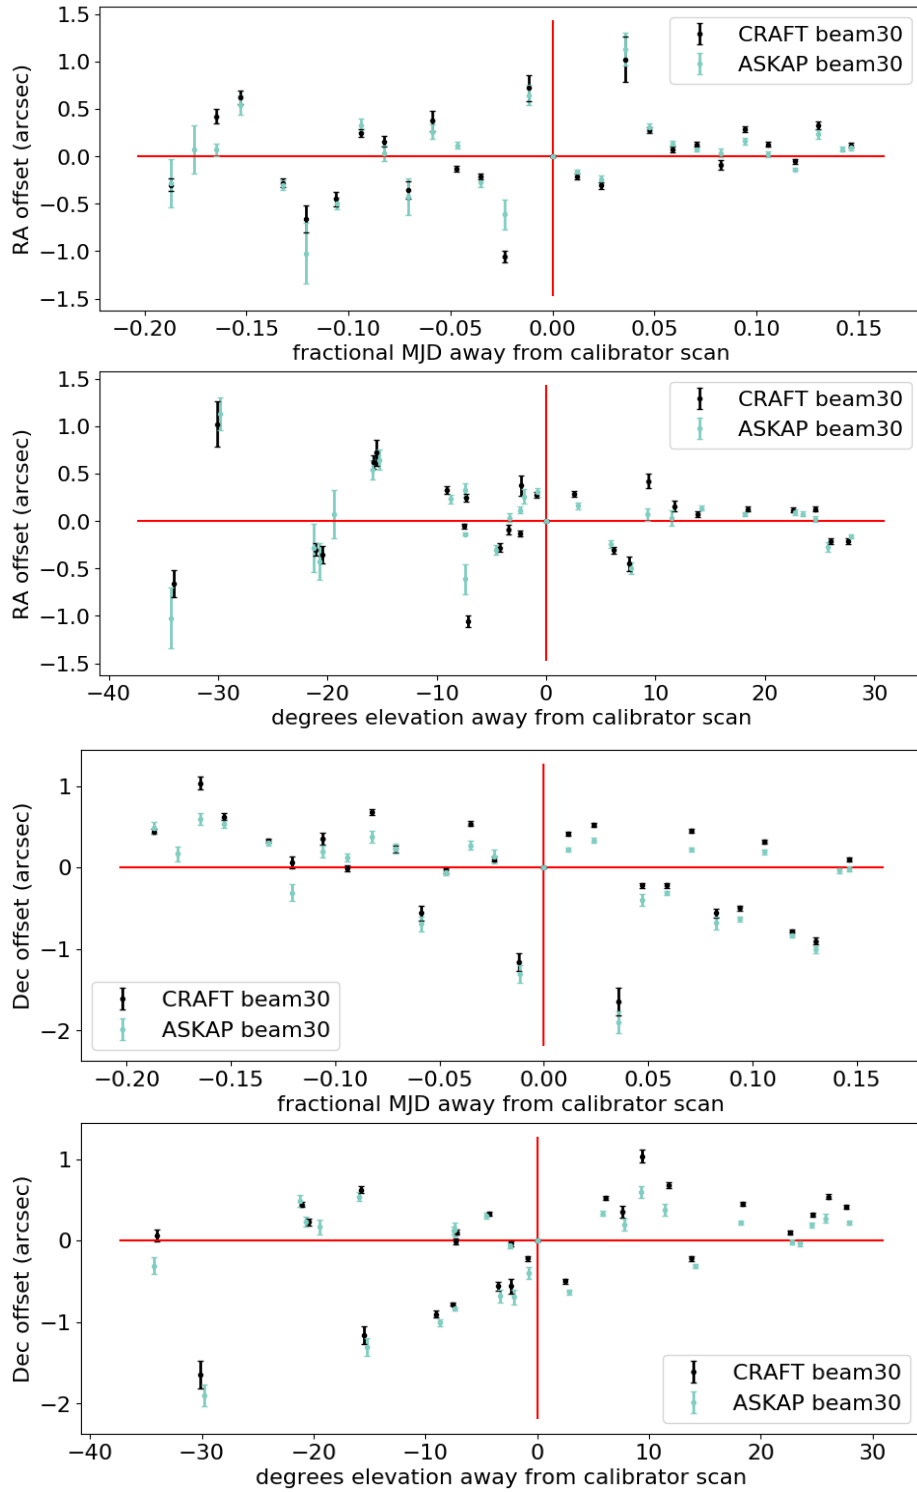 1.5
1.0
0.5
0.0
−0.5
−1.0
−1.5
RA offset (arcsec)
CRAFT beam30
ASKAP beam30
−0.20 −0.15 −0.10 −0.05 0.00 0.05 0.10 0.15
fractional MJD away from calibrator scan
1.5
1.0
0.5
0.0
−0.5
−1.0
−1.5
RA offset (arcsec)
CRAFT beam30
ASKAP beam30
−40 −30 −20 −10 0 10 20 30
degrees elevation away from calibrator scan
1
0
−1
−2
Dec offset (arcsec)
CRAFT beam30
ASKAP beam30
−0.20 −0.15 −0.10 −0.05 0.00 0.05 0.10 0.15
fractional MJD away from calibrator scan
1
0
−1
−2
Dec offset (arcsec)
CRAFT beam30
ASKAP beam30
−40 −30 −20 −10 0 10 20 30
degrees elevation away from calibrator scan